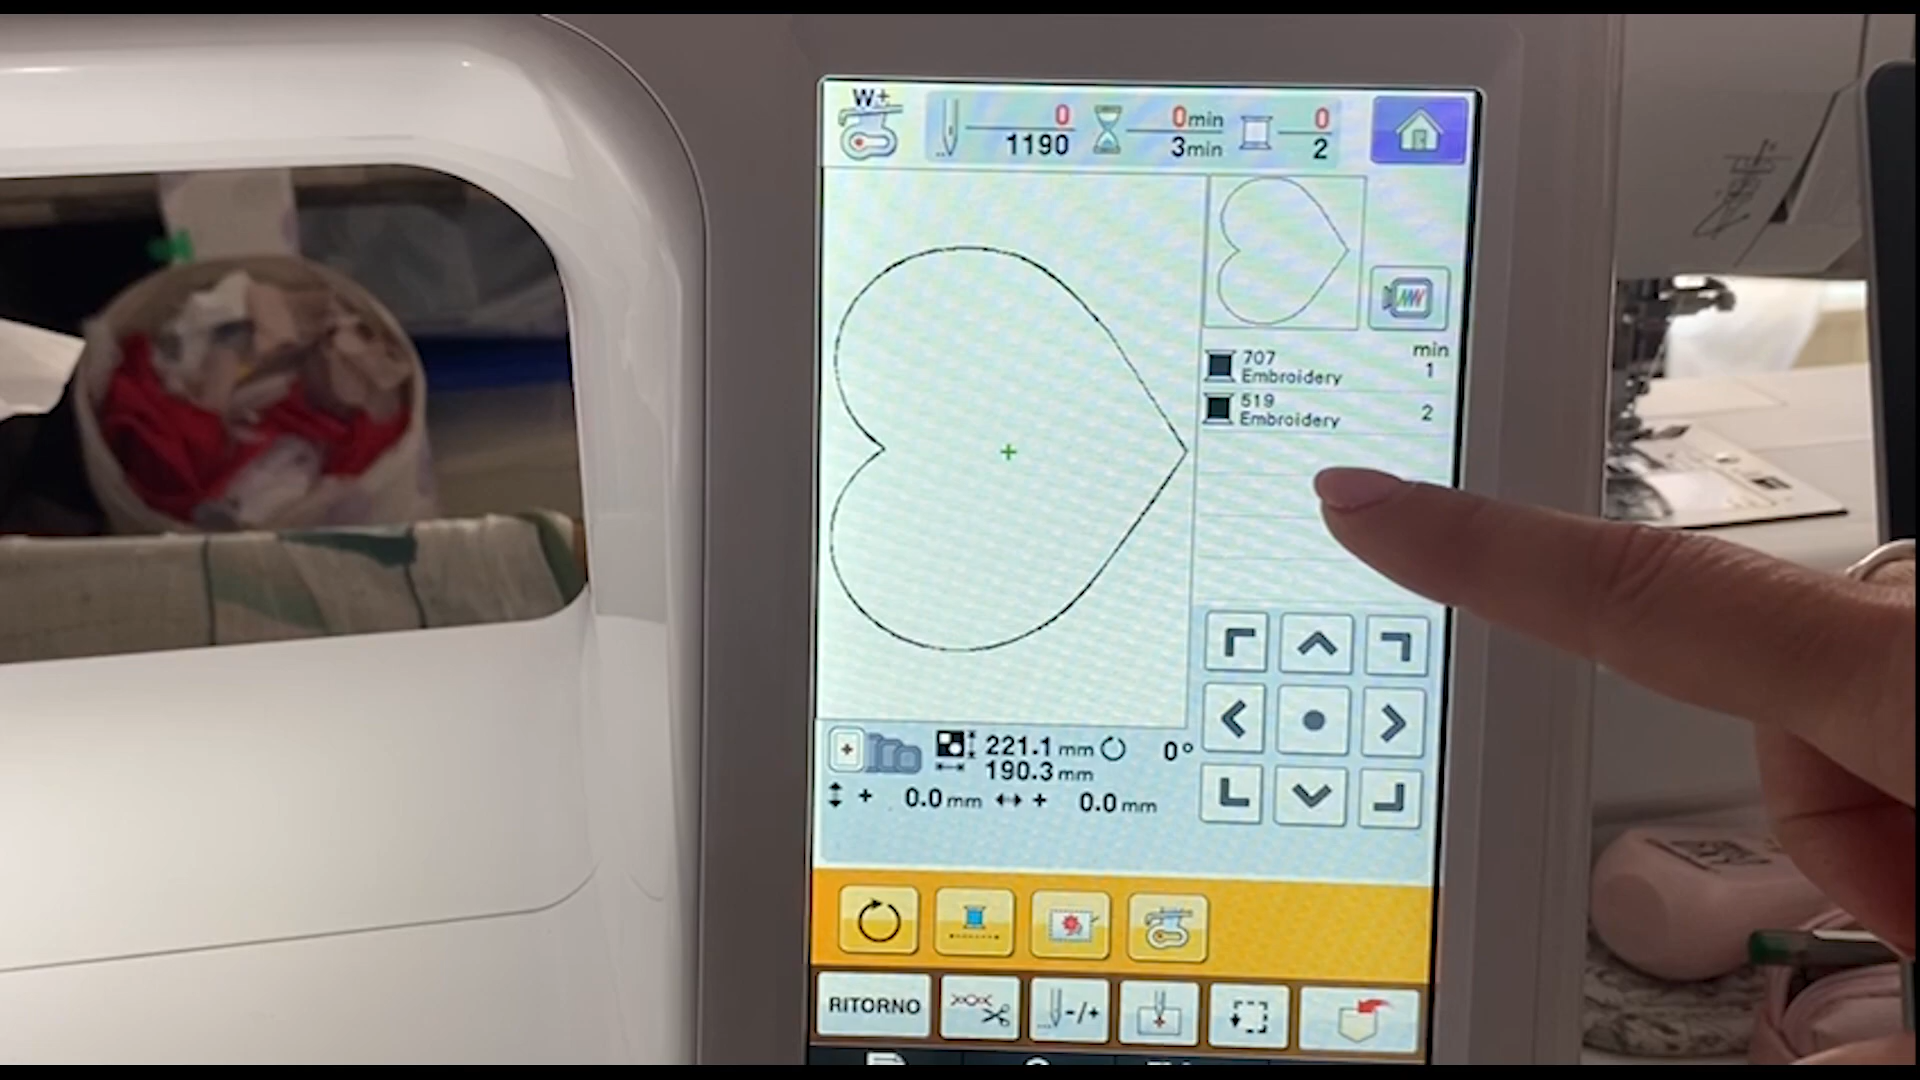 W+
0
1190
0min
3min
0
2
min
707
Embroidery 1
519
Embroidery 2
221.1 mm 0°
190.3 mm
+ 0.0 mm + 0.0 mm
RITORNO
-/+